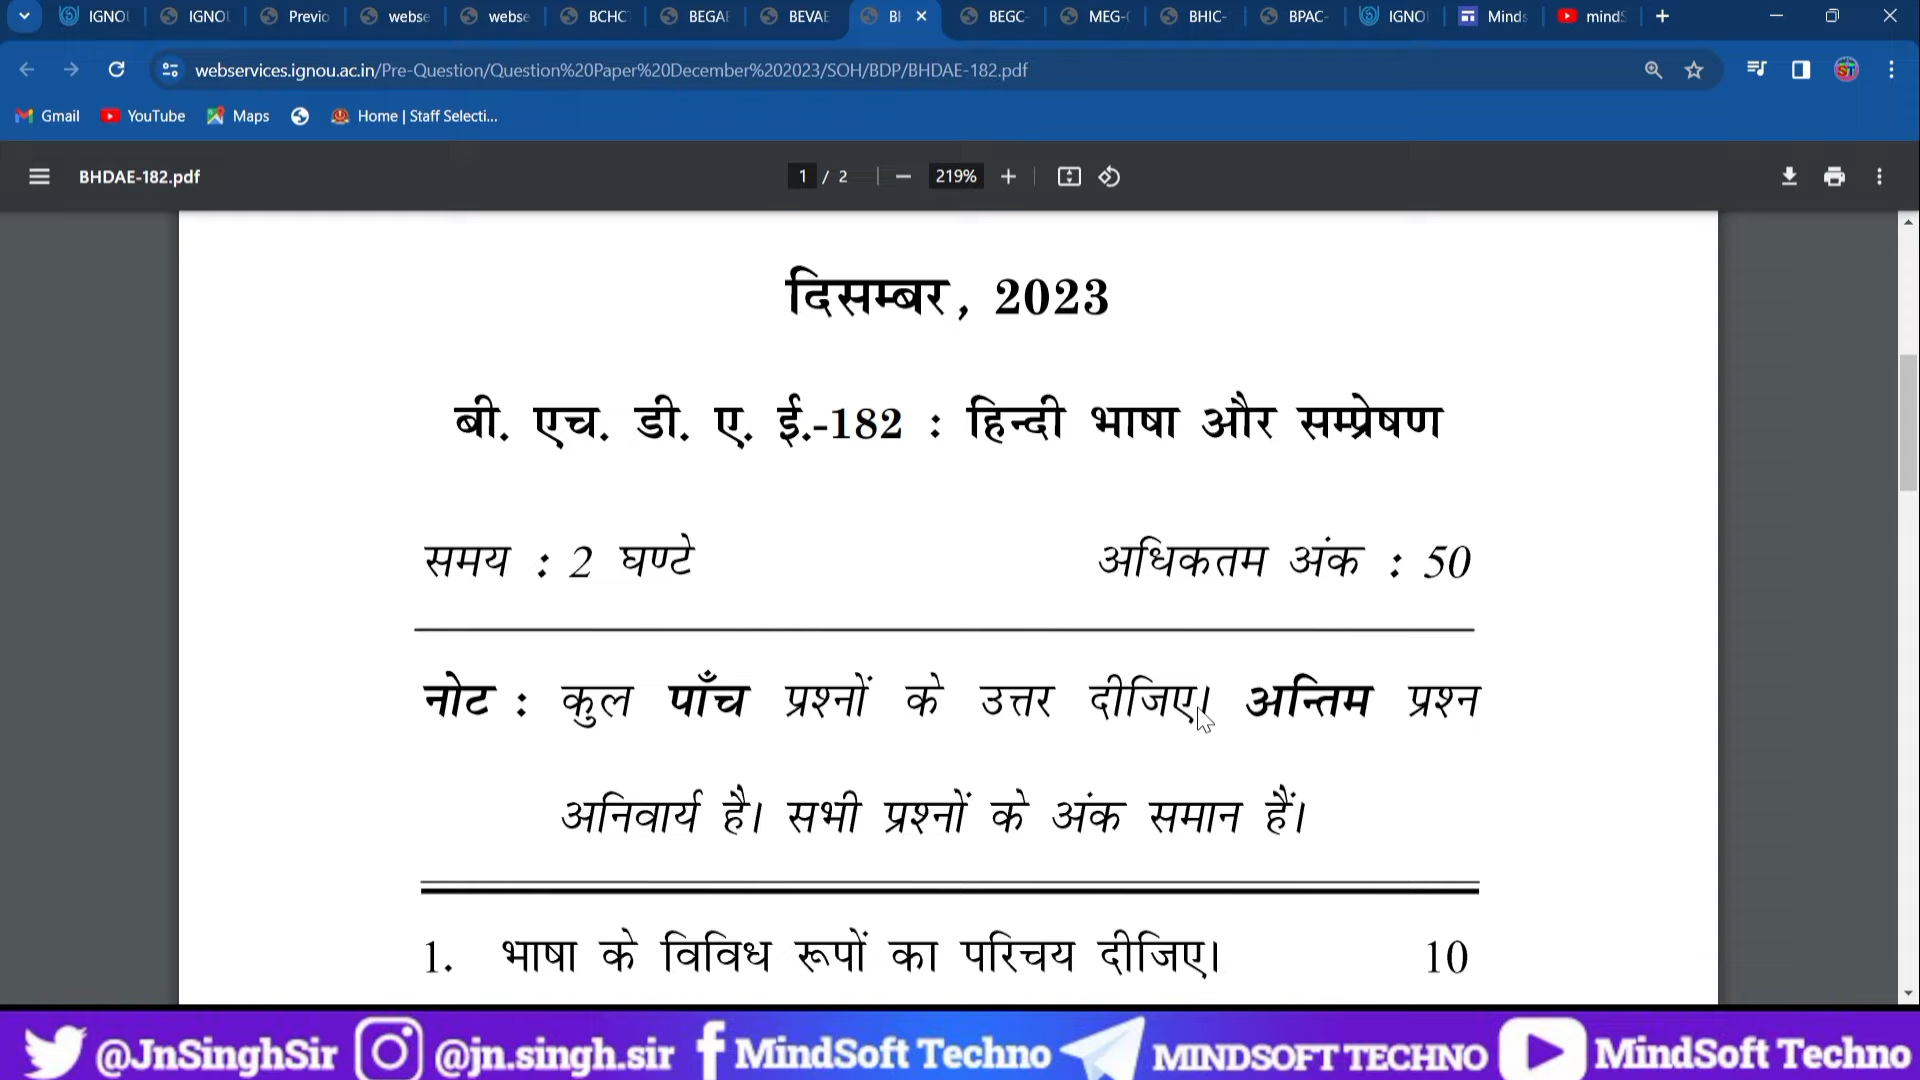 IGNOU IGNOU Previo webse webse BCHC BEGAE BEVAE BH BEGC- MEG-( BHIC- BPAC- IGNO Minds mindS
webservices.ignou.ac.in/Pre-Question/Question%20Paper%20December%202023/SOH/BDP/BHDAE-182.pdf
Gmail YouTube Maps Home | Staff Selecti...
BHDAE-182.pdf 1 / 2 219%
दिसम्बर, 2023
बी. एच. डी. ए. ई.-182 : हिन्दी भाषा और सम्प्रेषण
समय : 2 घण्टे अधिकतम अंक : 50
नोट : कुल पाँच प्रश्नों के उत्तर दीजिए। अन्तिम प्रश्न
अनिवार्य है। सभी प्रश्नों के अंक समान हैं।
1. भाषा के विविध रूपों का परिचय दीजिए। 10
@JnSinghSir @jn.singh.sir MindSoft Techno MINDSOFT TECHNO MindSoft Techno